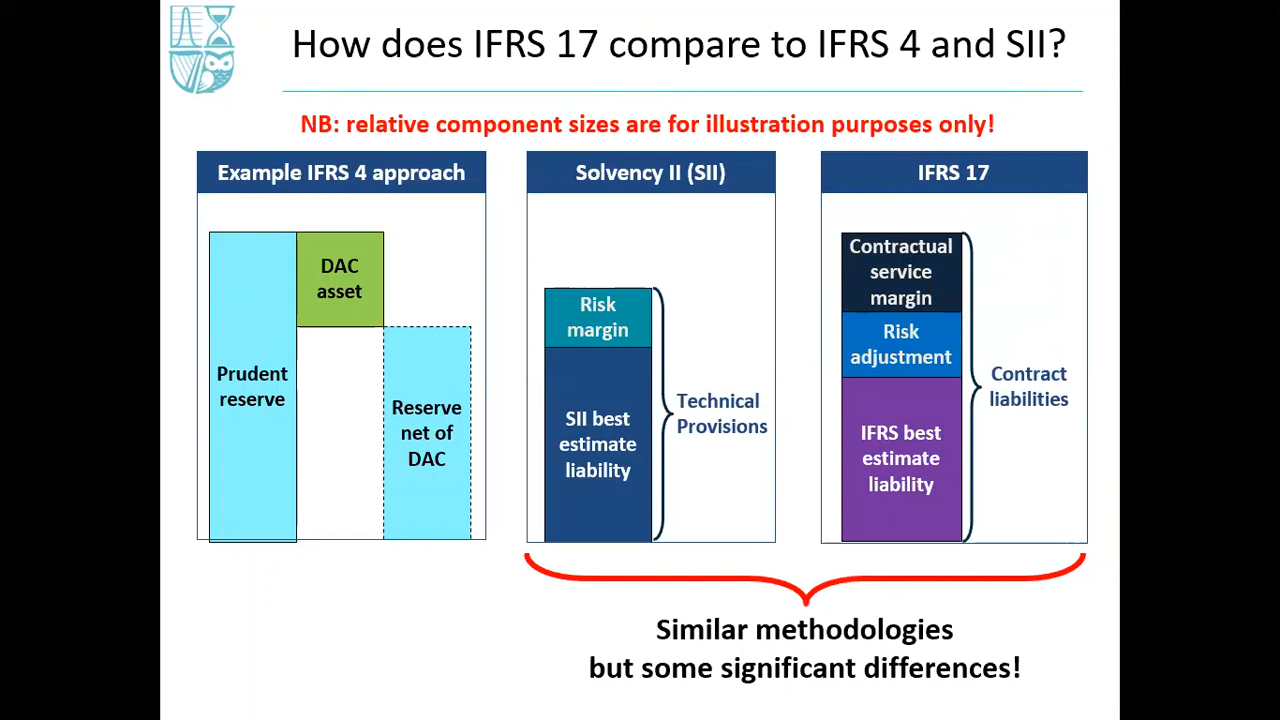 How does IFRS 17 compare to IFRS 4 and SII?
NB: relative component sizes are for illustration purposes only!
Example IFRS 4 approach
DAC
asset
Prudent
reserve
Reserve
net of
DAC
Solvency II (SII)
Risk
margin
SII best
estimate
liability
Technical
Provisions
IFRS 17
Contractual
service
margin
Risk
adjustment
IFRS best
estimate
liability
Contract
liabilities
Similar methodologies
but some significant differences!